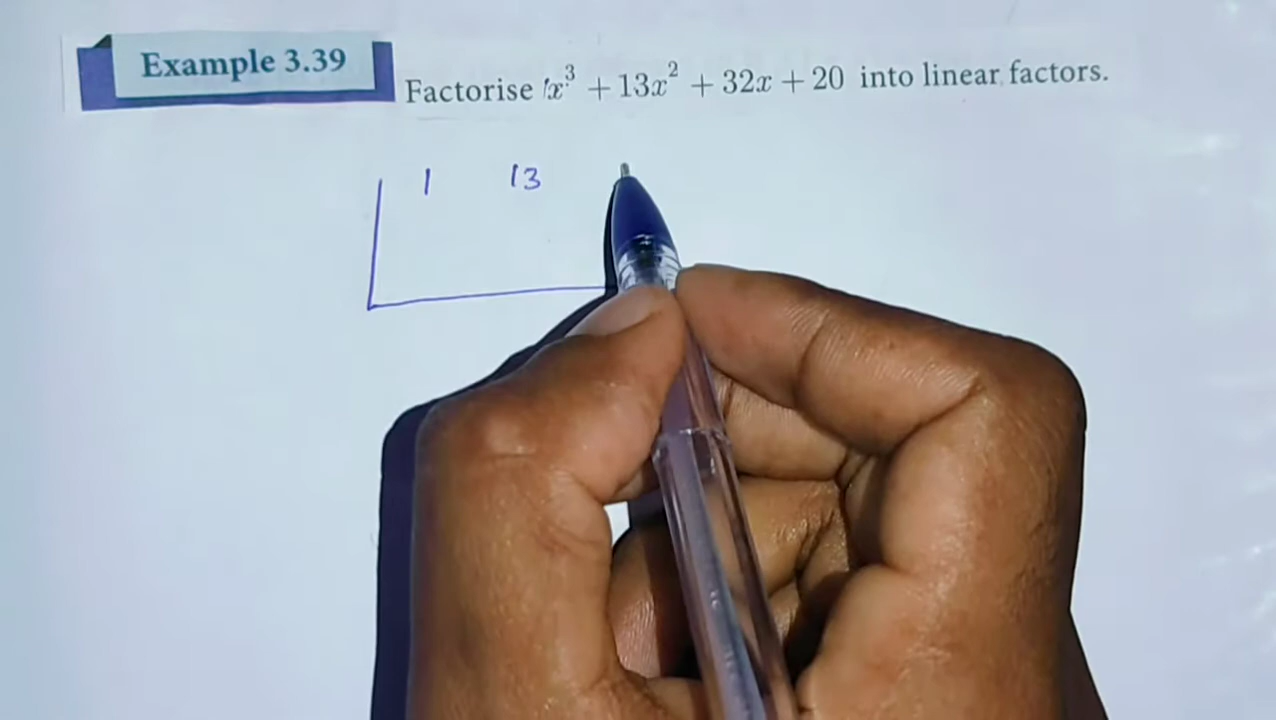 Example 3.39
Factorise x³ + 13x² + 32x + 20 into linear factors.
1 13